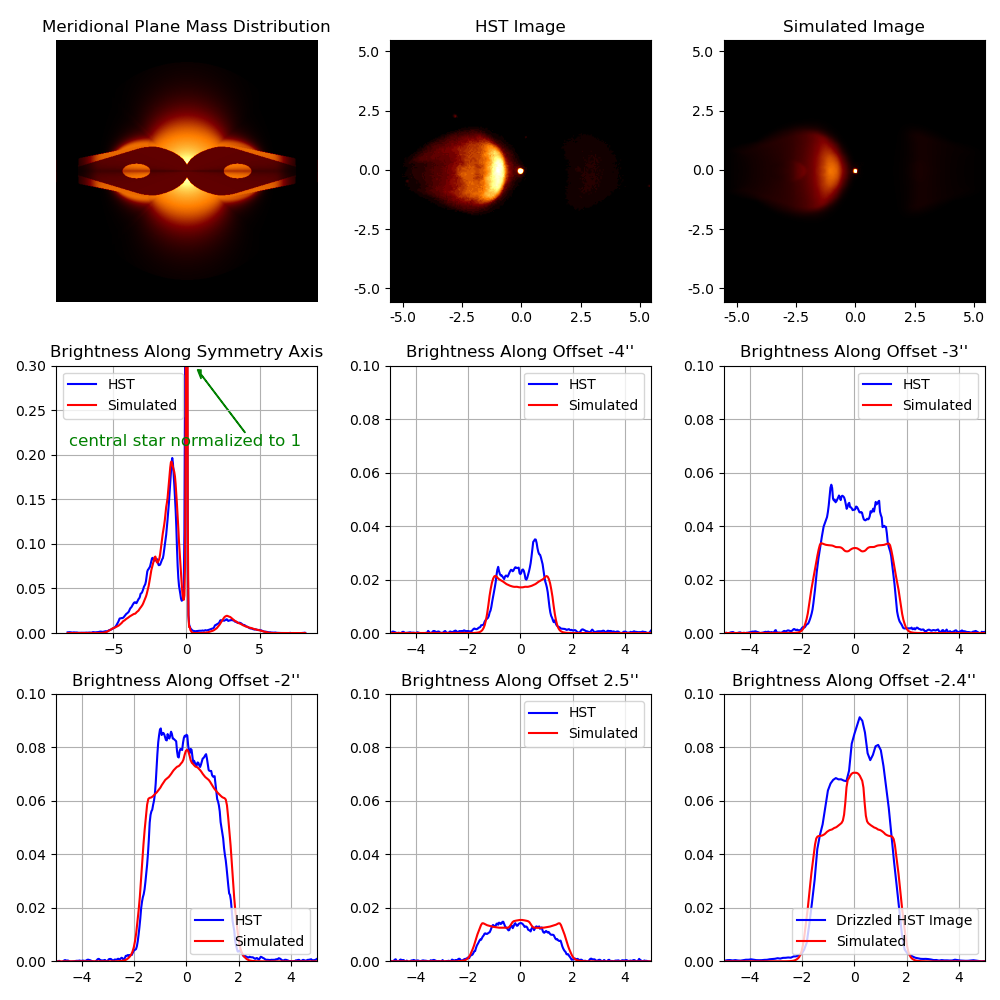 Meridional Plane Mass Distribution
HST Image
Simulated Image
5.0
2.5
0.0
-2.5
-5.0
-5.0 -2.5 0.0 2.5 5.0
5.0
2.5
0.0
-2.5
-5.0
-5.0 -2.5 0.0 2.5 5.0
Brightness Along Symmetry Axis
0.30
0.25
0.20
0.15
0.10
0.05
0.00
−5 0 5
HST
Simulated
central star normalized to 1
Brightness Along Offset -4''
0.10
0.08
0.06
0.04
0.02
0.00
−4 −2 0 2 4
HST
Simulated
Brightness Along Offset -3''
0.10
0.08
0.06
0.04
0.02
0.00
−4 −2 0 2 4
HST
Simulated
Brightness Along Offset -2''
0.10
0.08
0.06
0.04
0.02
0.00
−4 −2 0 2 4
HST
Simulated
Brightness Along Offset 2.5''
0.10
0.08
0.06
0.04
0.02
0.00
−4 −2 0 2 4
HST
Simulated
Brightness Along Offset -2.4''
0.10
0.08
0.06
0.04
0.02
0.00
−4 −2 0 2 4
Drizzled HST Image
Simulated